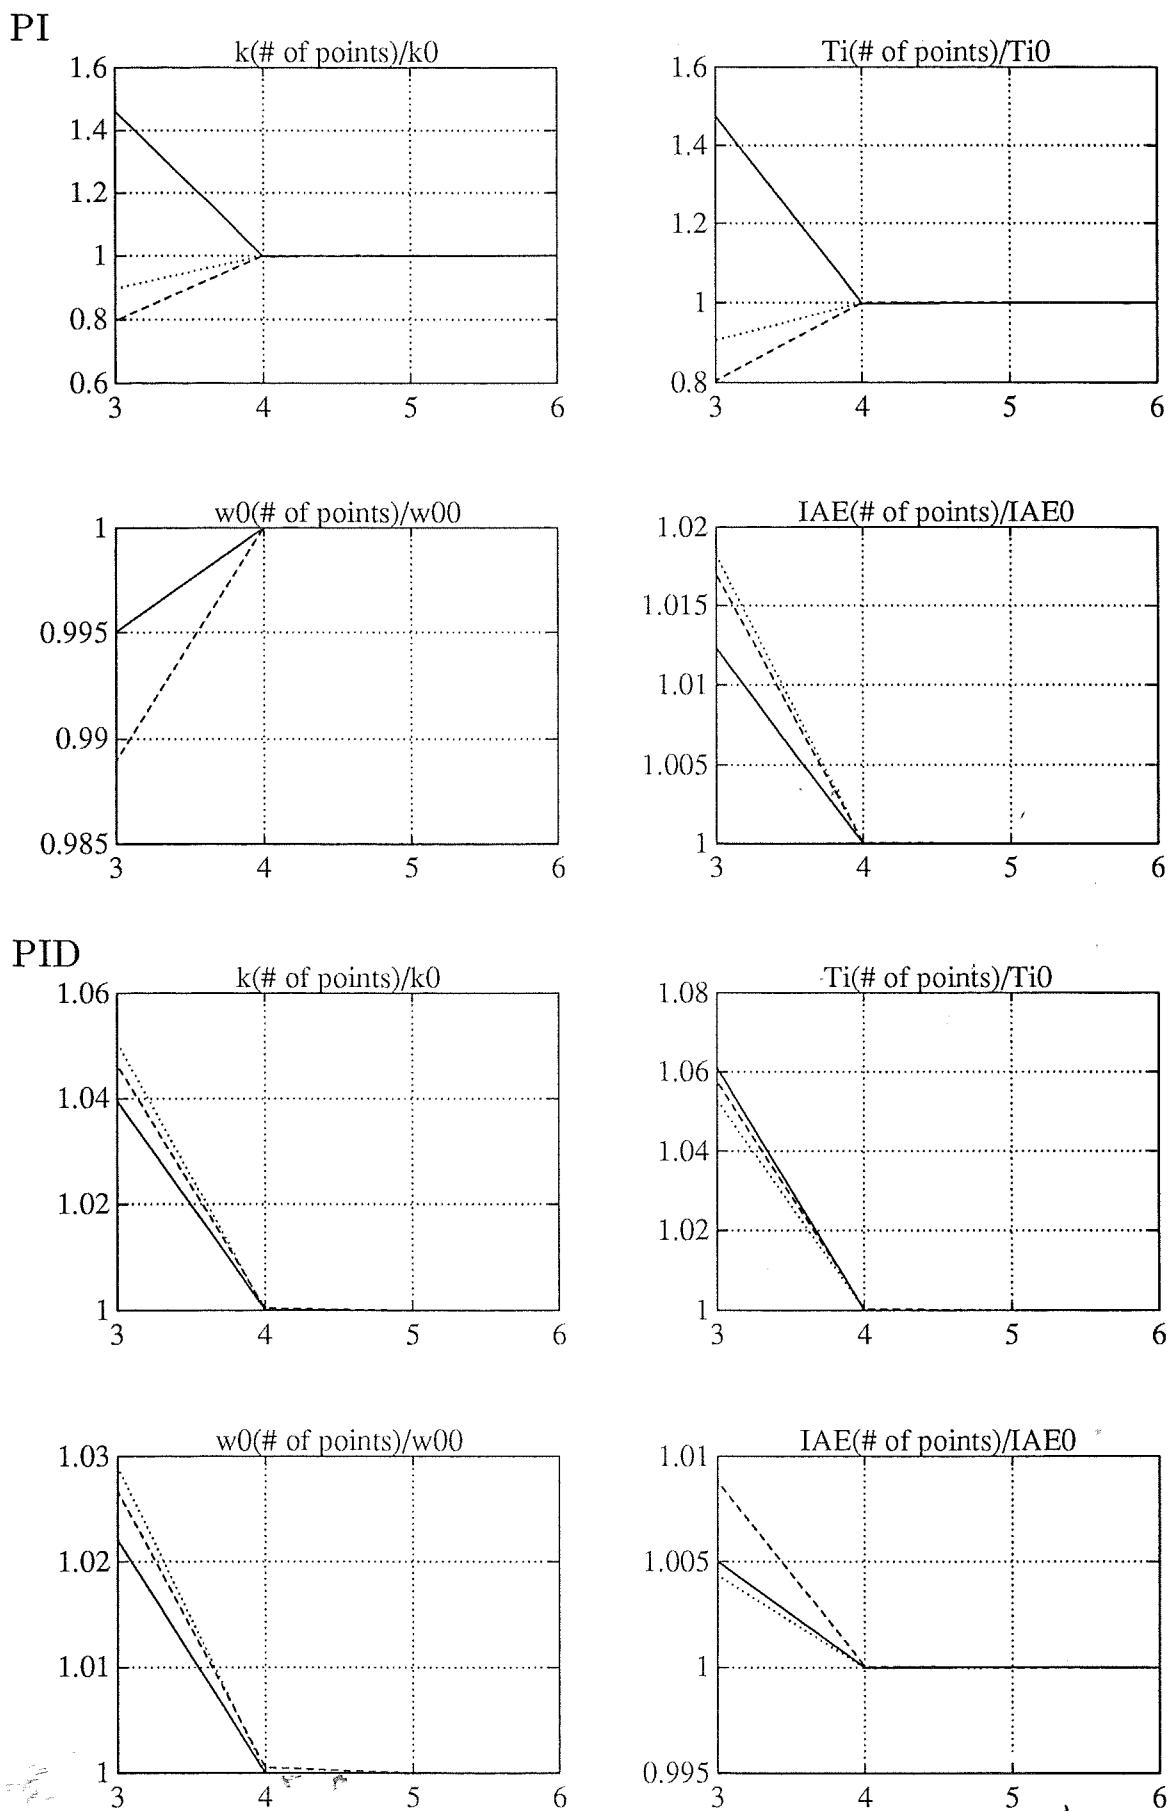 PI
k(# of points)/k0
1.6
1.4
1.2
1
0.8
0.6
3 4 5 6
Ti(# of points)/Ti0
1.6
1.4
1.2
1
0.8
3 4 5 6
w0(# of points)/w00
1
0.995
0.99
0.985
3 4 5 6
IAE(# of points)/IAE0
1.02
1.015
1.01
1.005
1
3 4 5 6
PID
k(# of points)/k0
1.06
1.04
1.02
1
3 4 5 6
Ti(# of points)/Ti0
1.08
1.06
1.04
1.02
1
3 4 5 6
w0(# of points)/w00
1.03
1.02
1.01
1
3 4 5 6
IAE(# of points)/IAE0
1.01
1.005
1
0.995
3 4 5 6